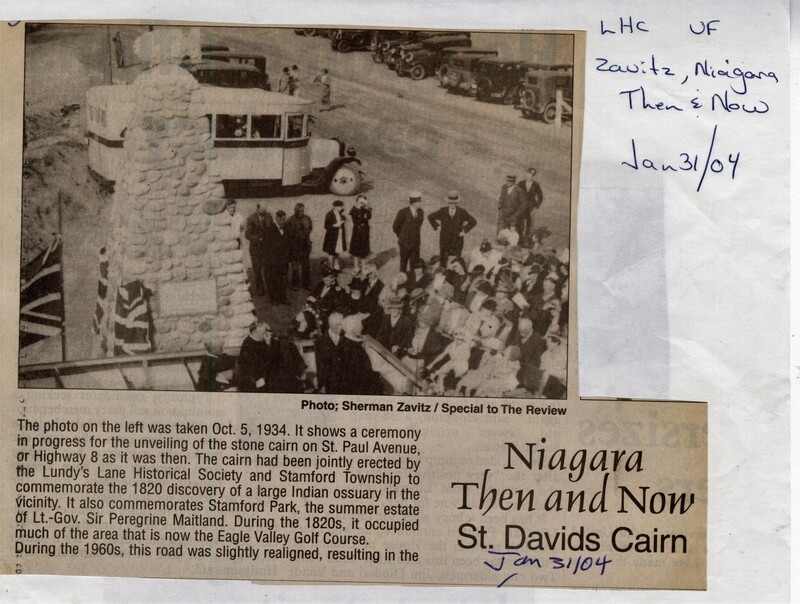 LHC VF
Zavitz, Niagara
Then & Now
Jan 31/04
Photo; Sherman Zavitz / Special to The Review
The photo on the left was taken Oct. 5, 1934. It shows a ceremony
in progress for the unveiling of the stone cairn on St. Paul Avenue,
or Highway 8 as it was then. The cairn had been jointly erected by
the Lundy's Lane Historical Society and Stamford Township to
commemorate the 1820 discovery of a large Indian ossuary in the
vicinity. It also commemorates Stamford Park, the summer estate
of Lt.-Gov. Sir Peregrine Maitland. During the 1820s, it occupied
much of the area that is now the Eagle Valley Golf Course.
During the 1960s, this road was slightly realigned, resulting in the
Niagara
Then and Now
St. Davids Cairn
Jan 31/04